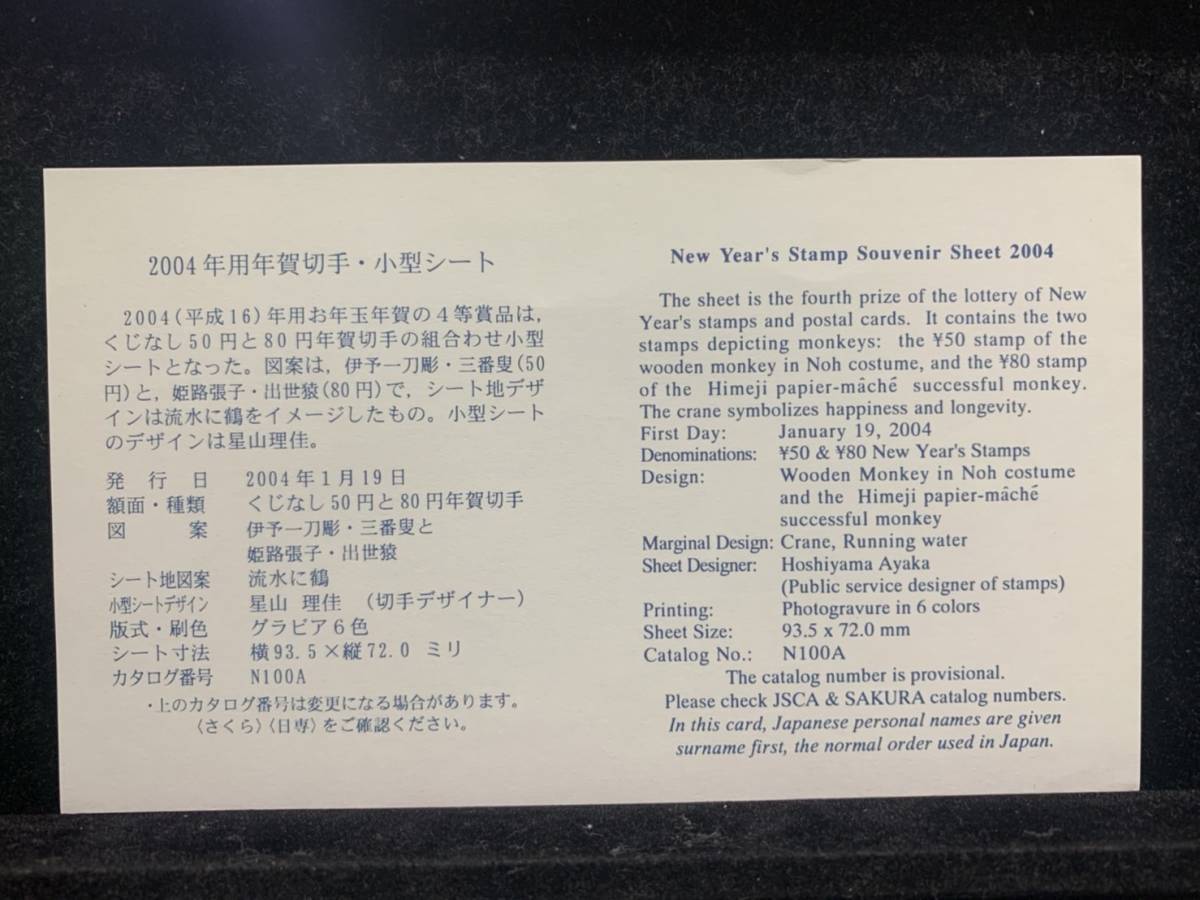 2004年用年賀切手・小型シート
2004(平成16)年用お年玉年賀の4等賞品は,
くじなし50円と80円年賀切手の組合わせ小型
シートとなった。図案は, 伊予一刀彫・三番叟(50
円)と, 姫路張子・出世猿(80円)で, シート地デザ
インは流水に鶴をイメージしたもの。小型シート
のデザインは星山理佳。
発行日 2004年1月19日
額面・種類 くじなし50円と80円年賀切手
図案 伊予一刀彫・三番叟と
姫路張子・出世猿
シート地図案 流水に鶴
小型シートデザイン 星山 理佳 (切手デザイナー)
版式・刷色 グラビア6色
シート寸法 横93.5×縦72.0 ミリ
カタログ番号 N100A
・上のカタログ番号は変更になる場合があります。
〈さくら〉〈日専〉をご確認ください。
New Year's Stamp Souvenir Sheet 2004
The sheet is the fourth prize of the lottery of New
Year's stamps and postal cards. It contains the two
stamps depicting monkeys: the ¥50 stamp of the
wooden monkey in Noh costume, and the ¥80 stamp
of the Himeji papier-mâché successful monkey.
The crane symbolizes happiness and longevity.
First Day: January 19, 2004
Denominations: ¥50 & ¥80 New Year's Stamps
Design: Wooden Monkey in Noh costume
and the Himeji papier-mâché
successful monkey
Marginal Design: Crane, Running water
Sheet Designer: Hoshiyama Ayaka
(Public service designer of stamps)
Printing: Photogravure in 6 colors
Sheet Size: 93.5 x 72.0 mm
Catalog No.: N100A
The catalog number is provisional.
Please check JSCA & SAKURA catalog numbers.
In this card, Japanese personal names are given
surname first, the normal order used in Japan.